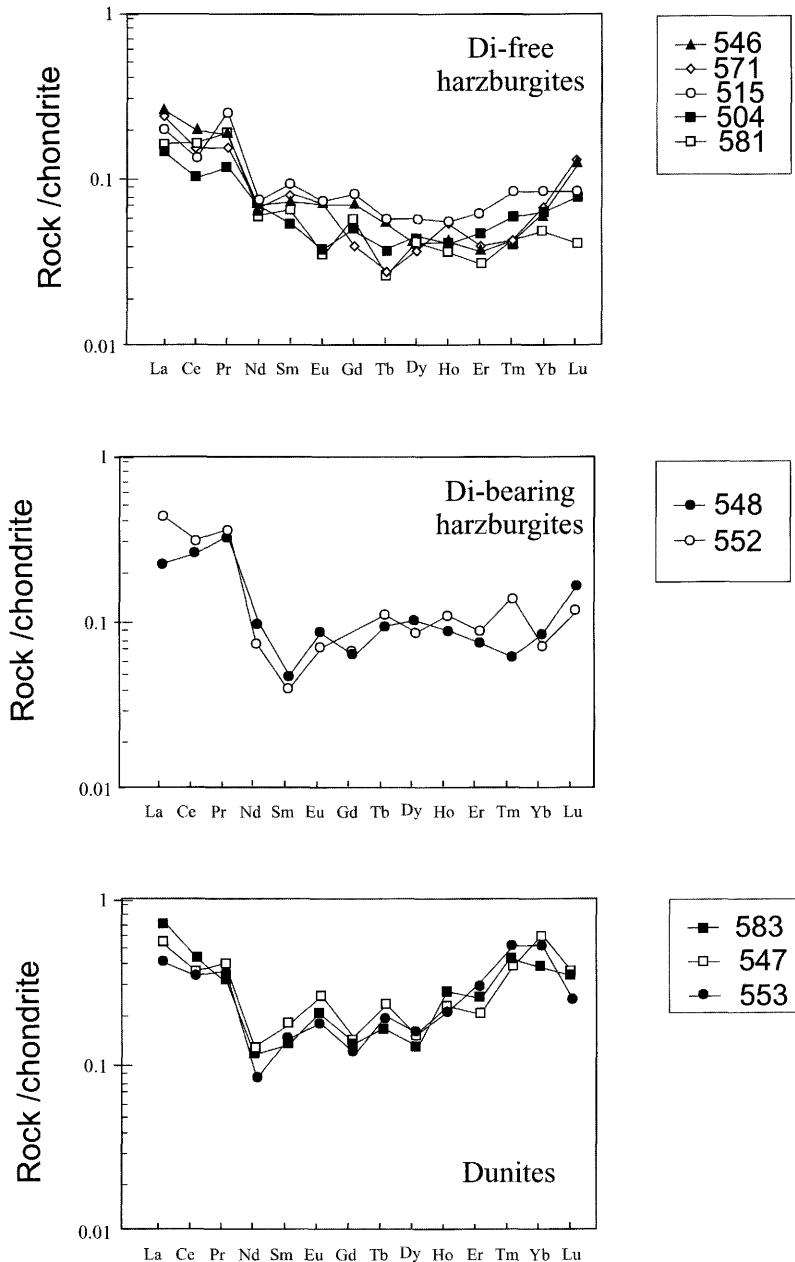 1
Di-free
harzburgites
Rock /chondrite
0.1
0.01
La Ce Pr Nd Sm Eu Gd Tb Dy Ho Er Tm Yb Lu
546
571
515
504
581
1
Di-bearing
harzburgites
Rock /chondrite
0.1
0.01
La Ce Pr Nd Sm Eu Gd Tb Dy Ho Er Tm Yb Lu
548
552
1
Rock /chondrite
0.1
Dunites
0.01
La Ce Pr Nd Sm Eu Gd Tb Dy Ho Er Tm Yb Lu
583
547
553